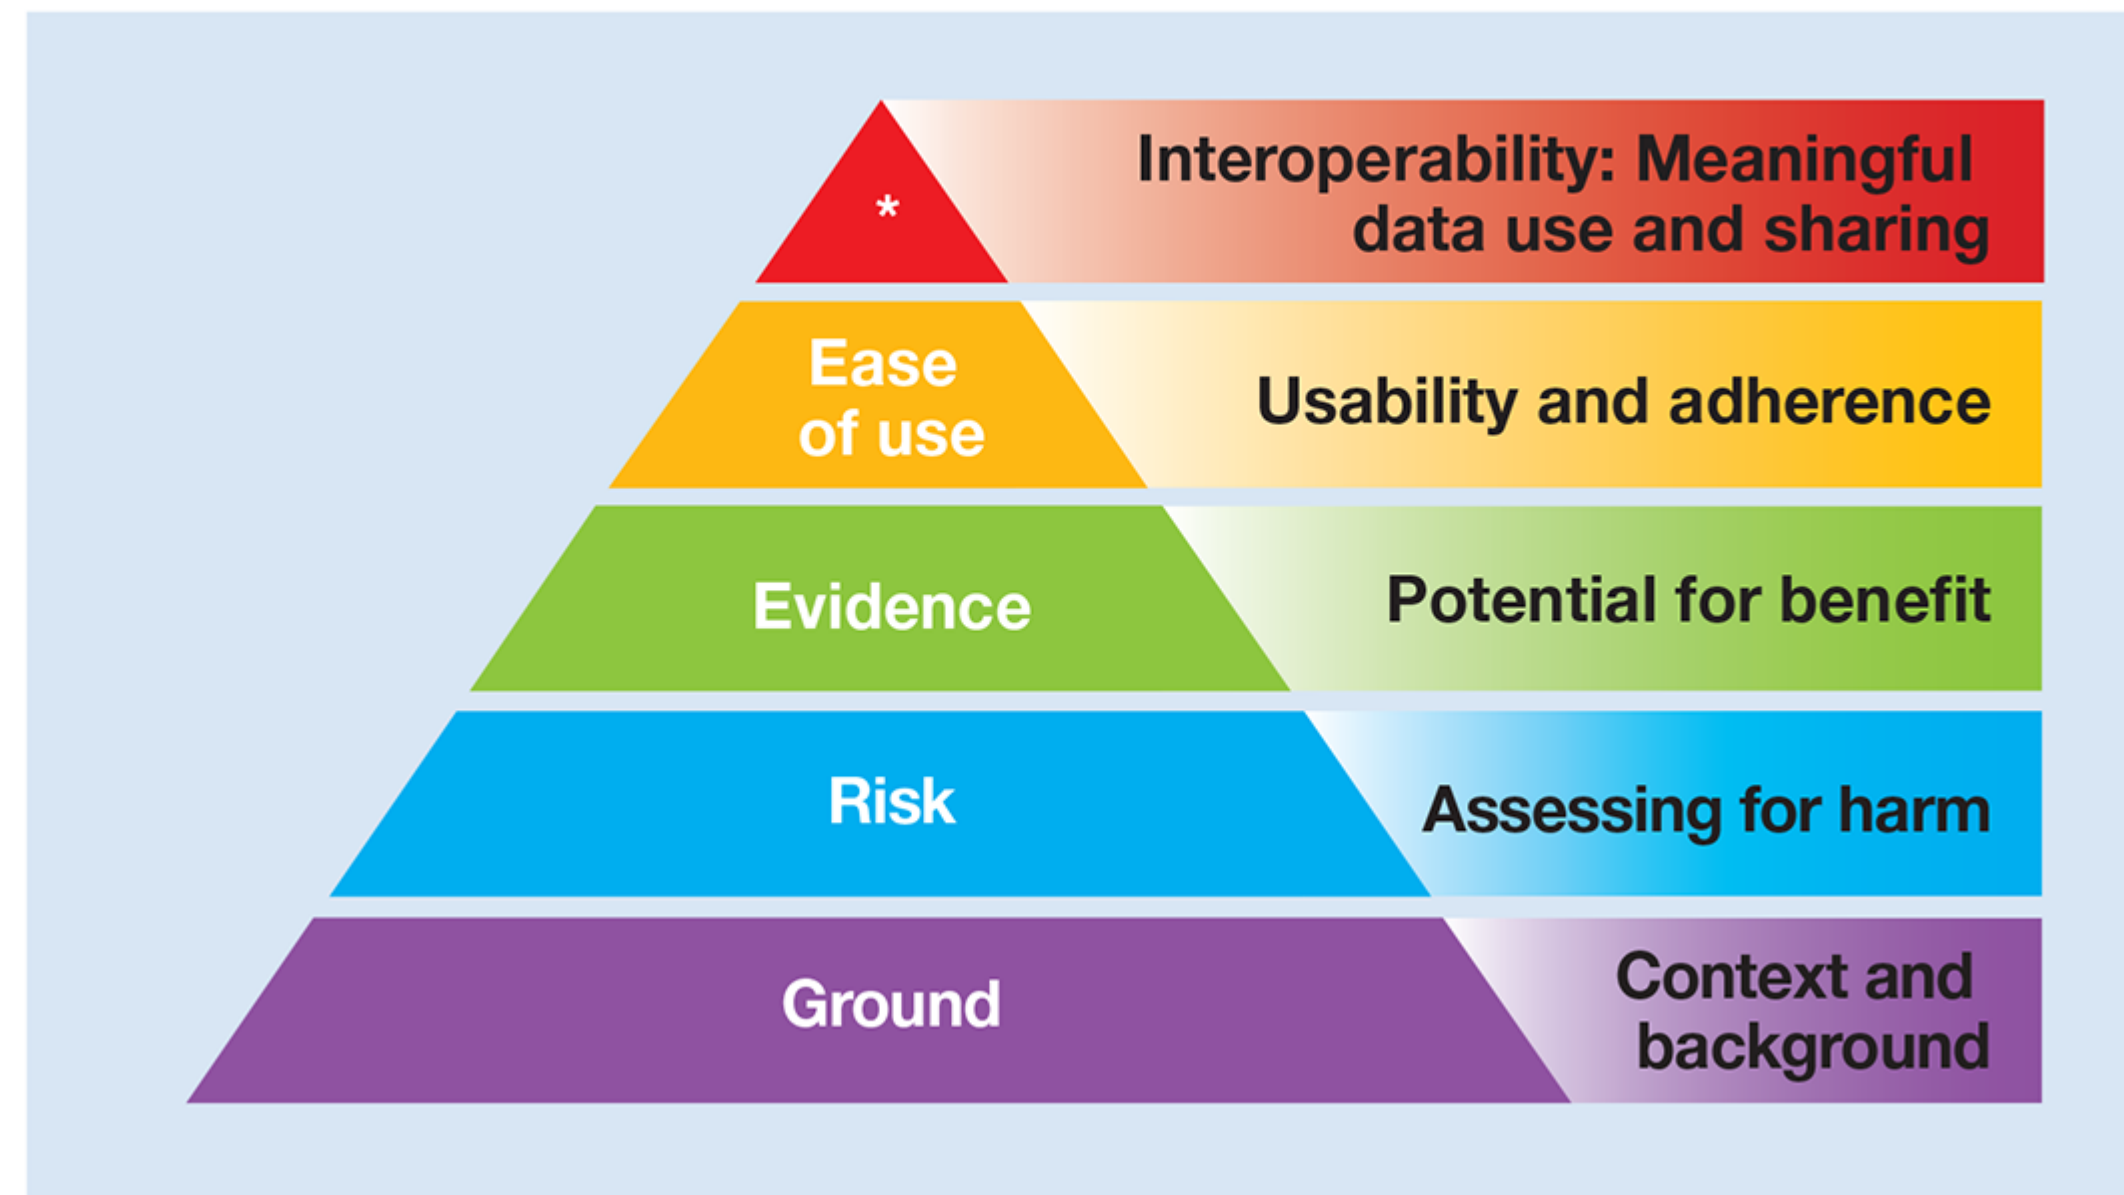 *
Interoperability: Meaningful
data use and sharing
Ease
of use
Usability and adherence
Evidence
Potential for benefit
Risk
Assessing for harm
Ground
Context and
background